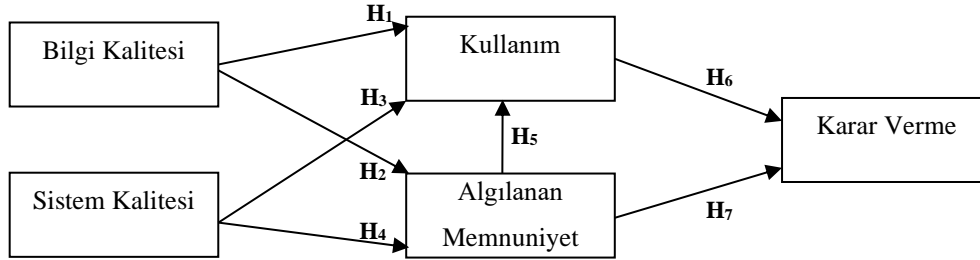 Bilgi Kalitesi
H1
Kullanım
H3
H6
H5
Karar Verme
Sistem Kalitesi
H2
H4
Algılanan
Memnuniyet
H7